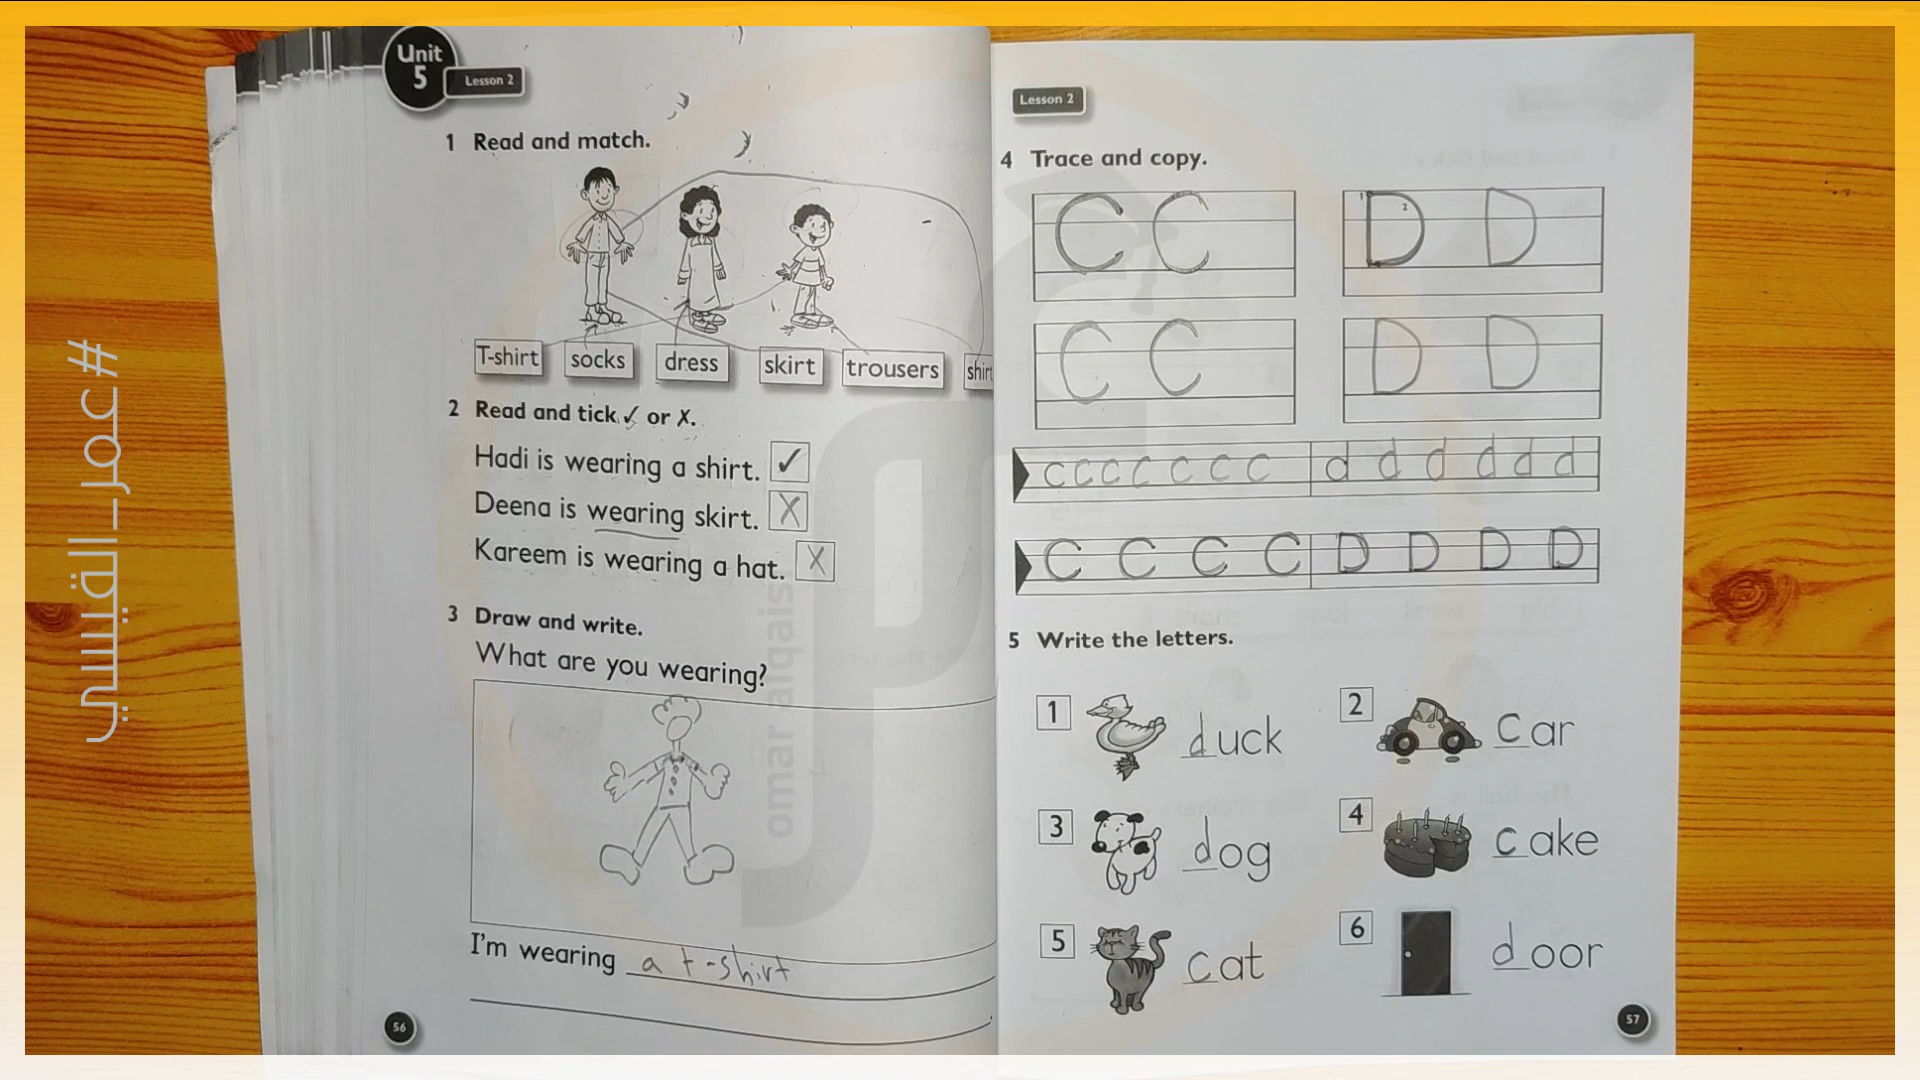 Unit
5
Lesson 2
1 Read and match.
T-shirt socks dress skirt trousers shirt
2 Read and tick ✓ or X.
Hadi is wearing a shirt. ✓
Deena is wearing skirt. X
Kareem is wearing a hat. X
3 Draw and write.
What are you wearing?
I'm wearing a t-shirt
56
Lesson 2
4 Trace and copy.
C C D D
C C D D
c c c c c c c d d d d d d
C C C C D D D D
5 Write the letters.
1 duck 2 Car
3 dog 4 cake
5 cat 6 door
57
#عمر_القيسي
omar alqaisi